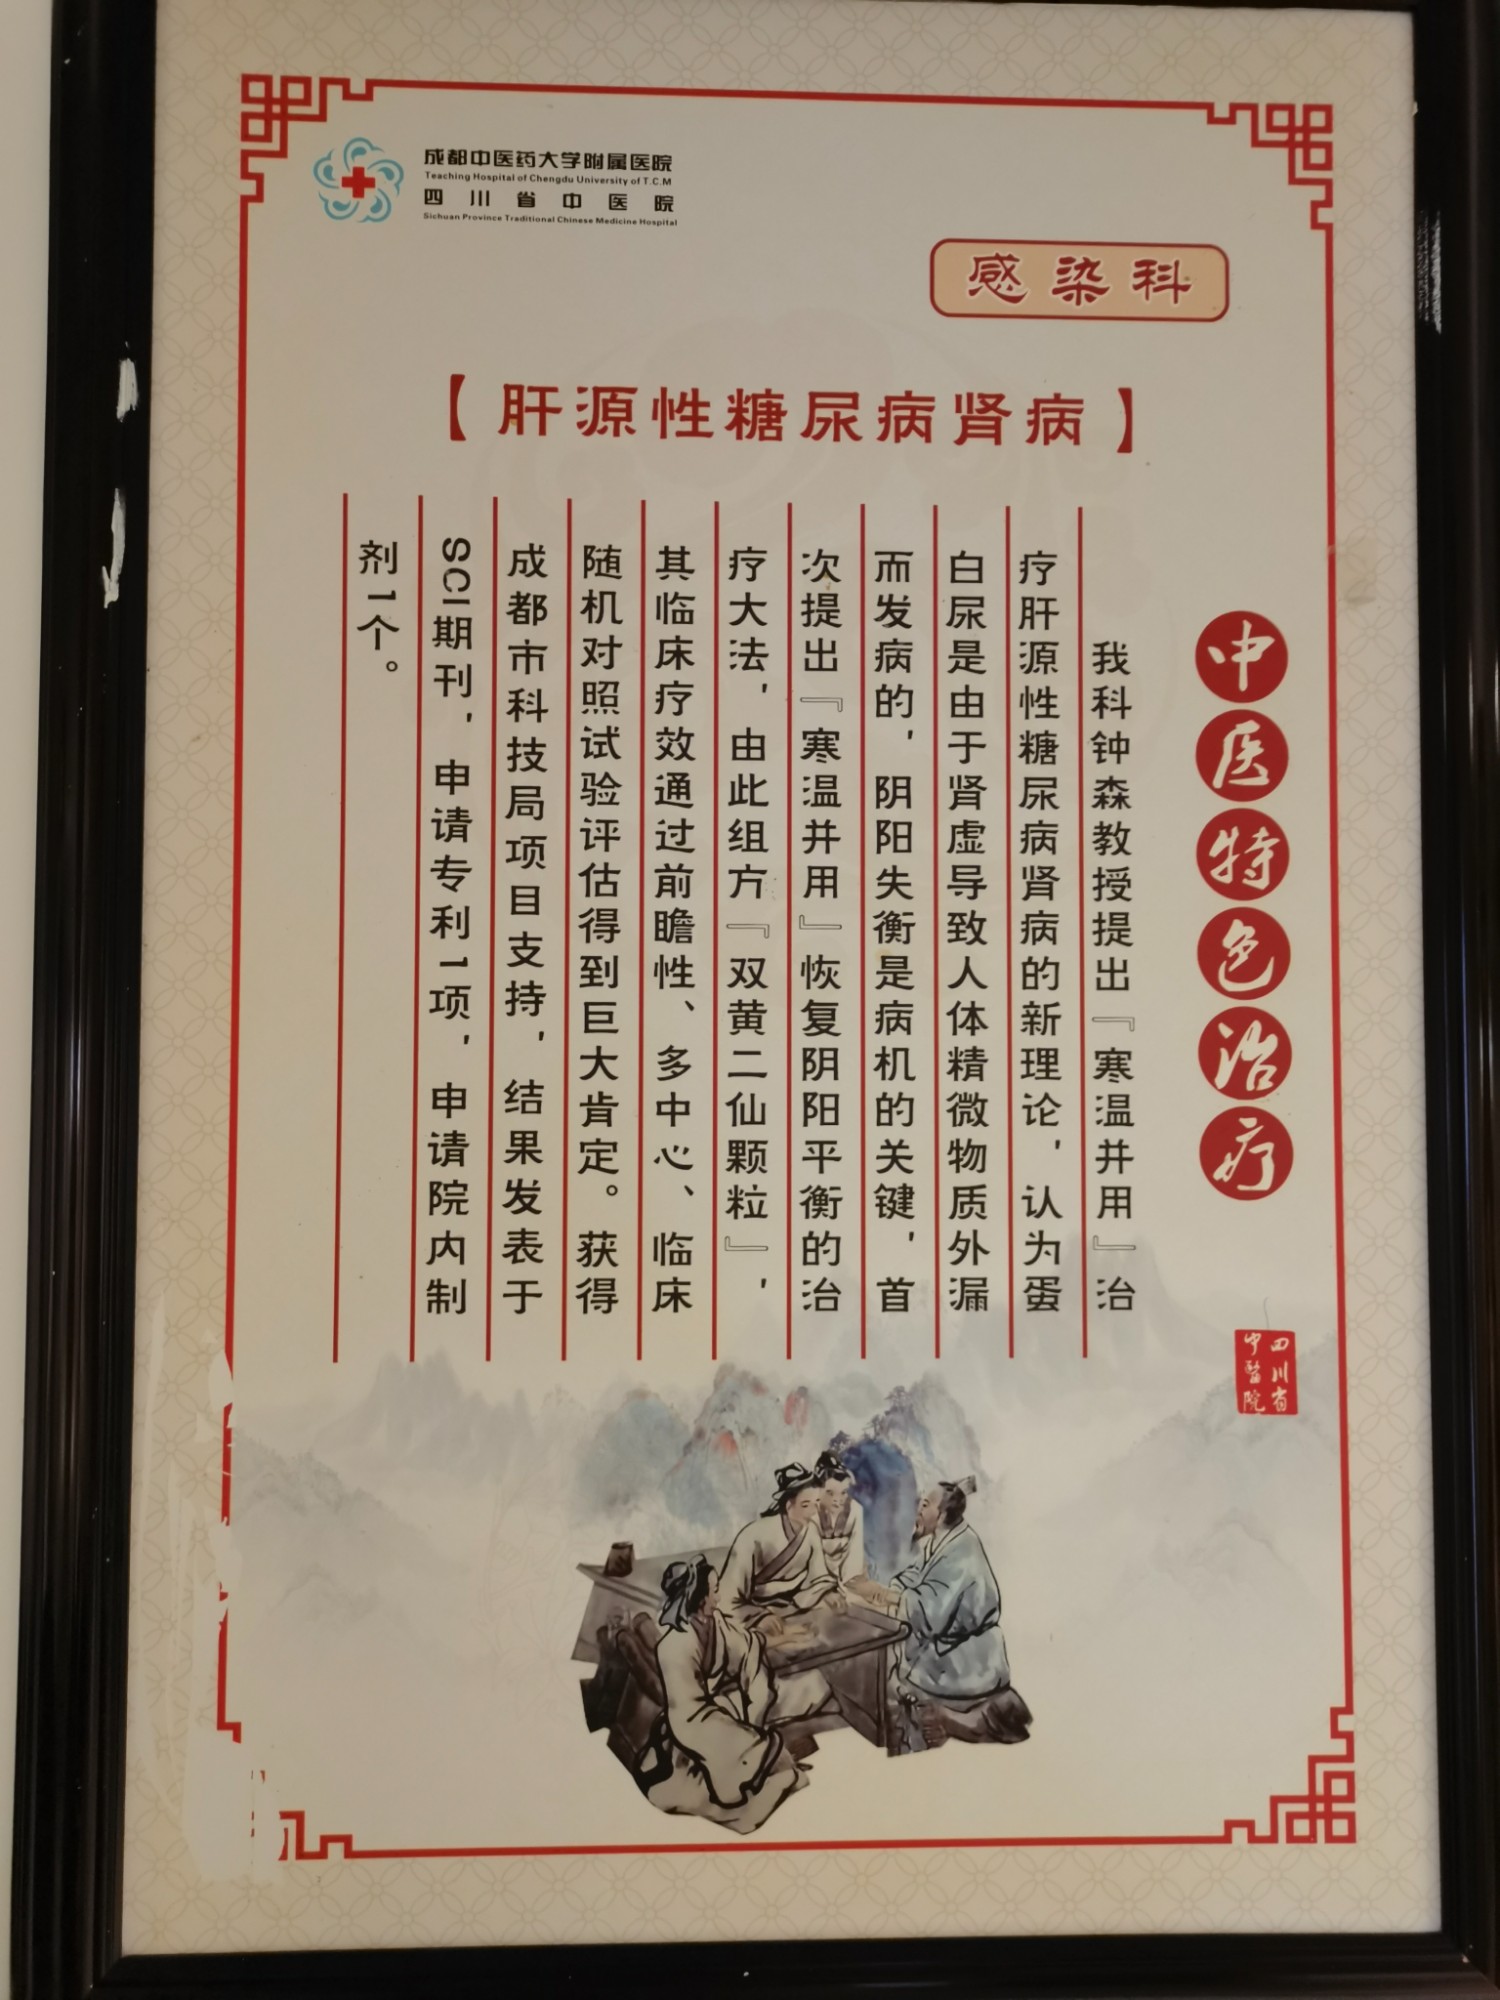 成都中医药大学附属医院
Teaching Hospital of Chengdu University of T.C.M
四川省中医院
Sichuan Province Traditional Chinese Medicine Hospital
感染科
【肝源性糖尿病肾病】
中医特色治疗
四川省
中醫院
我科钟森教授提出『寒温并用』治
疗肝源性糖尿病肾病的新理论，认为蛋
白尿是由于肾虚导致人体精微物质外漏
而发病的，阴阳失衡是病机的关键，首
次提出『寒温并用』恢复阴阳平衡的治
疗大法，由此组方『双黄二仙颗粒』，
其临床疗效通过前瞻性、多中心、临床
随机对照试验评估得到巨大肯定。获得
成都市科技局项目支持，结果发表于
SCI期刊，申请专利1项，申请院内制
剂1个。